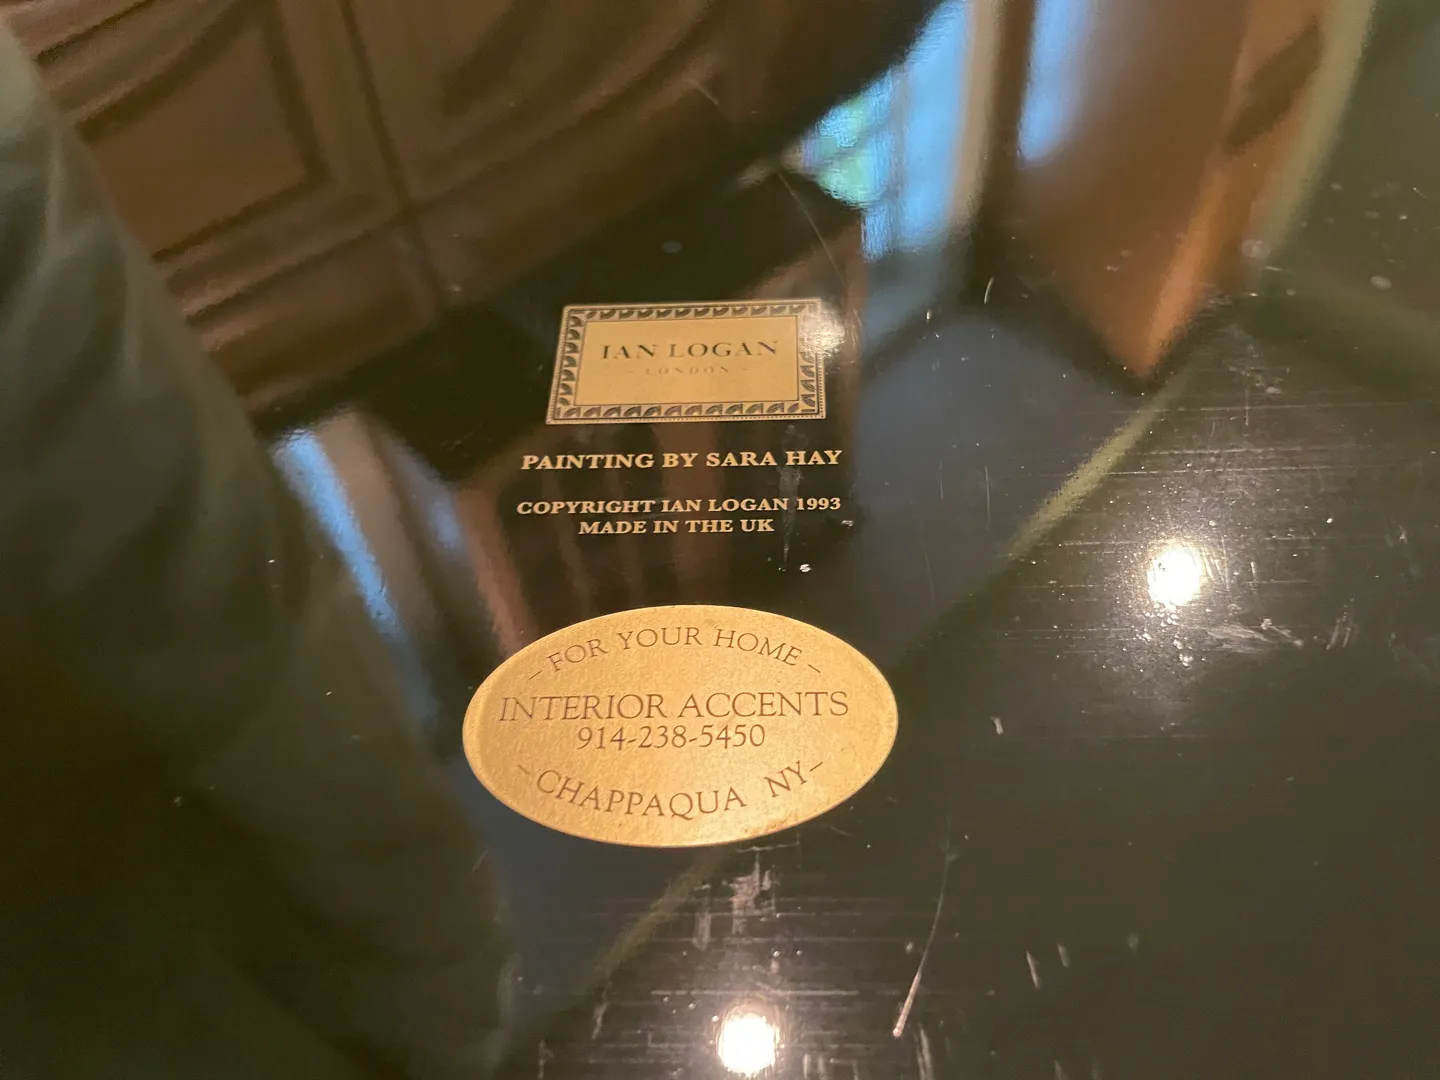 IAN LOGAN
- LONDON -
PAINTING BY SARA HAY
COPYRIGHT IAN LOGAN 1993
MADE IN THE UK
- FOR YOUR HOME -
INTERIOR ACCENTS
914-238-5450
- CHAPPAQUA NY -